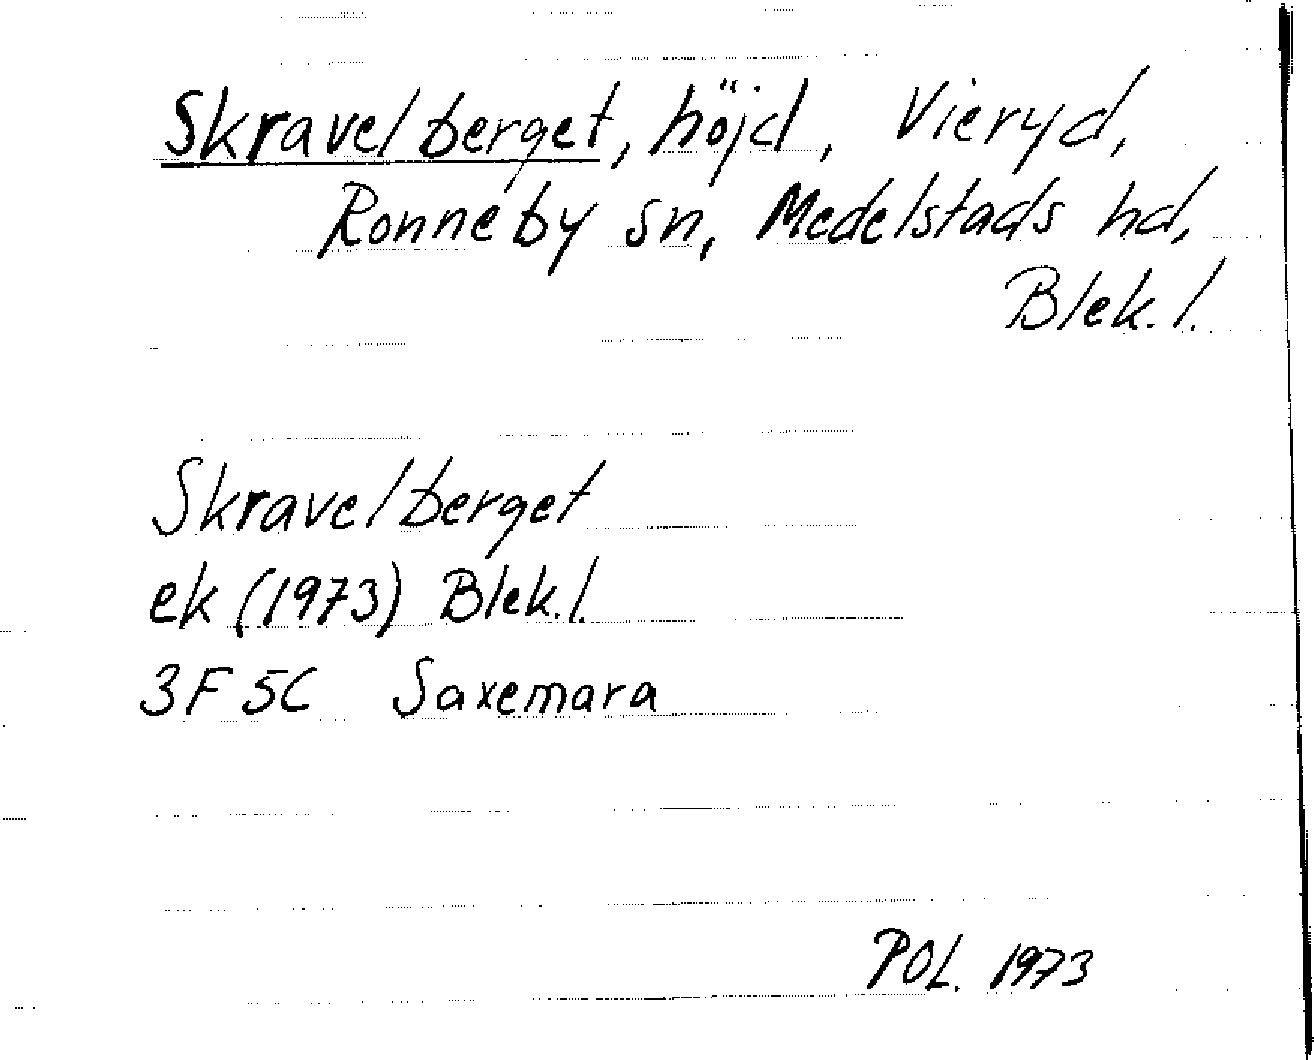 Skravelberget, höjd, Vieryd,
Ronneby sn, Medelstads hd,
Blek. l.
Skravelberget
ek (1973) Blek. l.
3F 5C Saxemara
POL. 1973